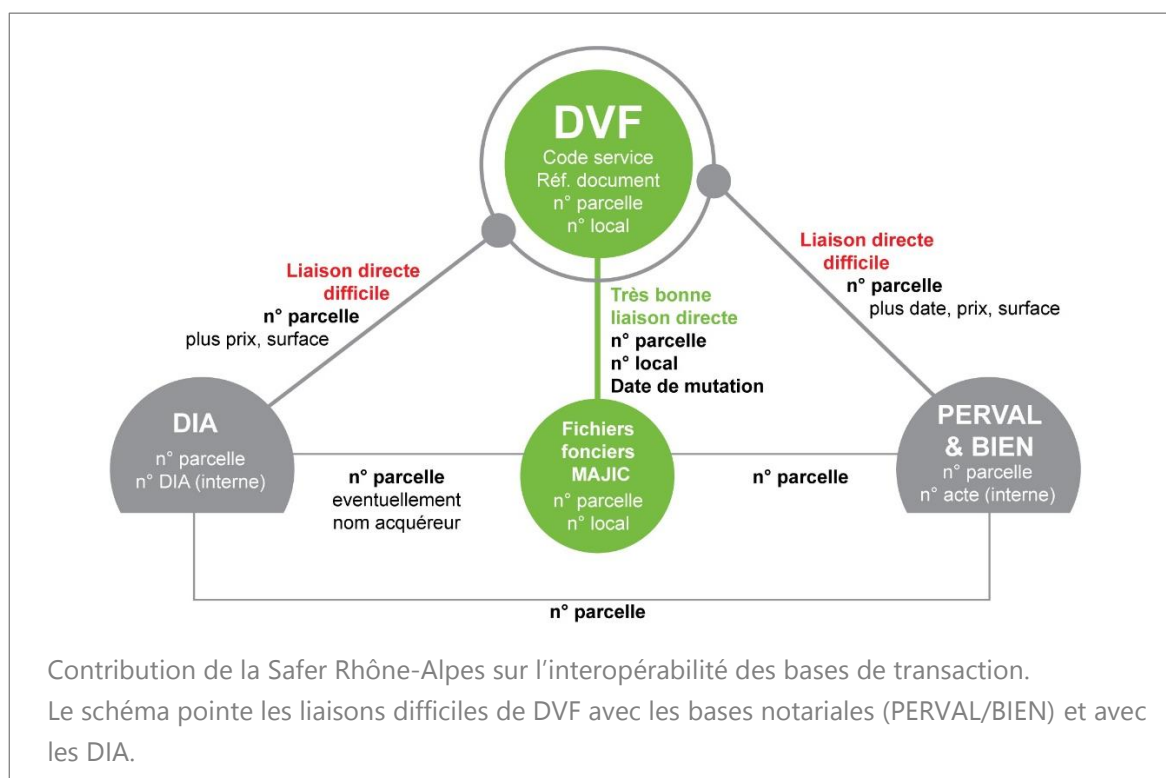 DVF
Code service
Réf. document
n° parcelle
n° local
Liaison directe
difficile
n° parcelle
plus prix, surface
Très bonne
liaison directe
n° parcelle
n° local
Date de mutation
Liaison directe
difficile
n° parcelle
plus date, prix, surface
DIA
n° parcelle
n° DIA (interne)
n° parcelle
eventuellement
nom acquéreur
Fichiers
fonciers
MAJIC
n° parcelle
n° local
n° parcelle
PERVAL
& BIEN
n° parcelle
n° acte (interne)
n° parcelle
Contribution de la Safer Rhône-Alpes sur l’interopérabilité des bases de transaction.
Le schéma pointe les liaisons difficiles de DVF avec les bases notariales (PERVAL/BIEN) et avec
les DIA.